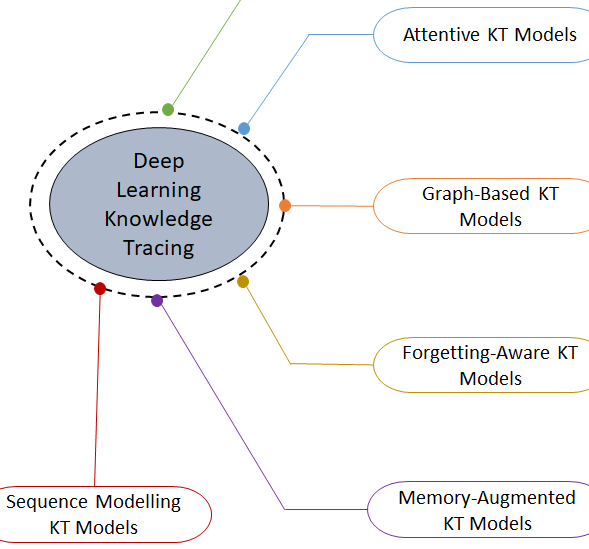 Attentive KT Models
Deep
Learning
Knowledge
Tracing
Graph-Based KT
Models
Forgetting-Aware KT
Models
Sequence Modelling
KT Models
Memory-Augmented
KT Models